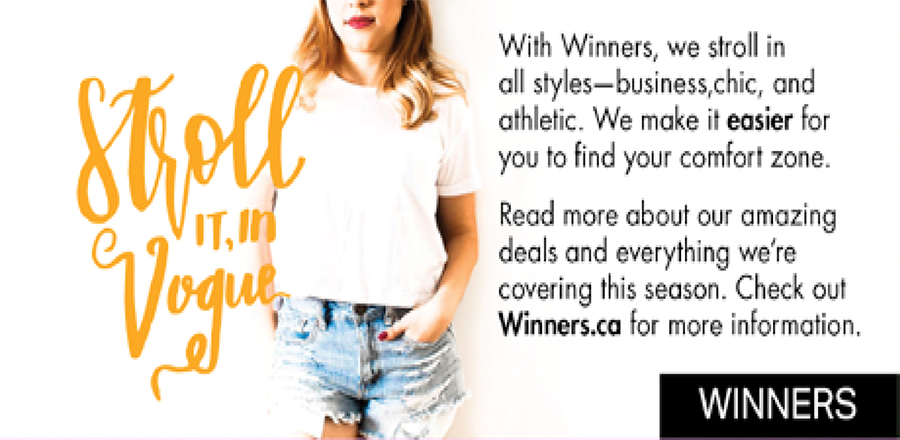 Stroll
IT, In
Vogue
With Winners, we stroll in
all styles—business,chic, and
athletic. We make it easier for
you to find your comfort zone.
Read more about our amazing
deals and everything we're
covering this season. Check out
Winners.ca for more information.
WINNERS